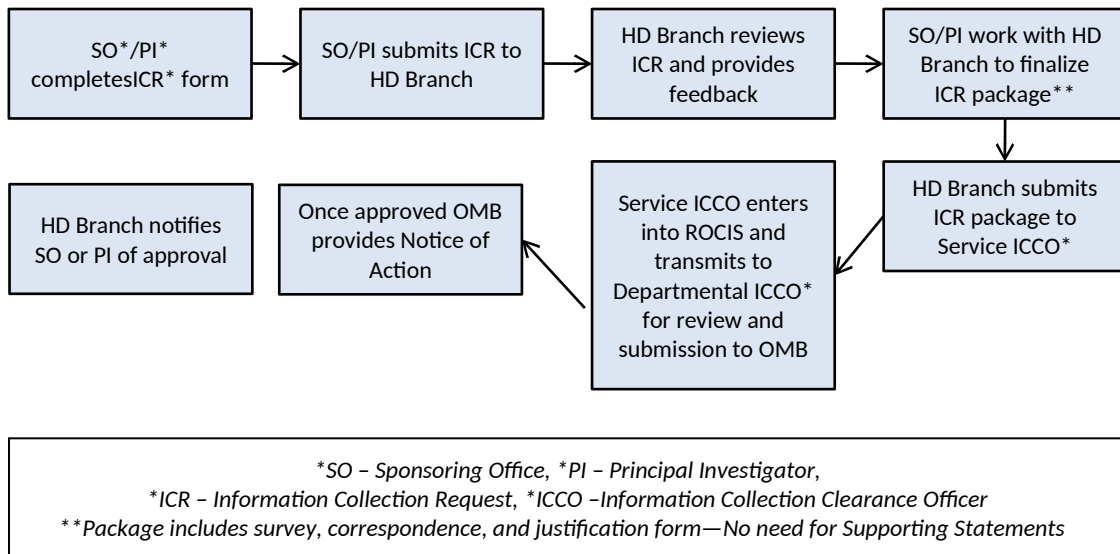 SO*/PI*
completesICR* form
SO/PI submits ICR to
HD Branch
HD Branch reviews
ICR and provides
feedback
SO/PI work with HD
Branch to finalize
ICR package**
HD Branch submits
ICR package to
Service ICCO*
Service ICCO enters
into ROCIS and
transmits to
Departmental ICCO*
for review and
submission to OMB
Once approved OMB
provides Notice of
Action
HD Branch notifies
SO or PI of approval
*SO – Sponsoring Office, *PI – Principal Investigator,
*ICR – Information Collection Request, *ICCO –Information Collection Clearance Officer
**Package includes survey, correspondence, and justification form—No need for Supporting Statements